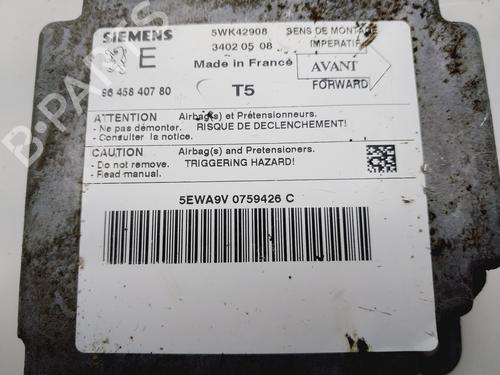 SIEMENS
5WK42908
SENS DE MONTAGE
E
3402 05 08
IMPERATIF
Made in France
AVANT
96 458 407 80
T5
FORWARD
ATTENTION
Airbag(s) et Prétensionneurs.
- Ne pas démonter.
RISQUE DE DECLENCHEMENT!
- Consulter la notice.
CAUTION
Airbag(s) and Pretensioners.
- Do not remove.
TRIGGERING HAZARD!
- Read manual.
5EWA9V 0759426 C
B-PARTS